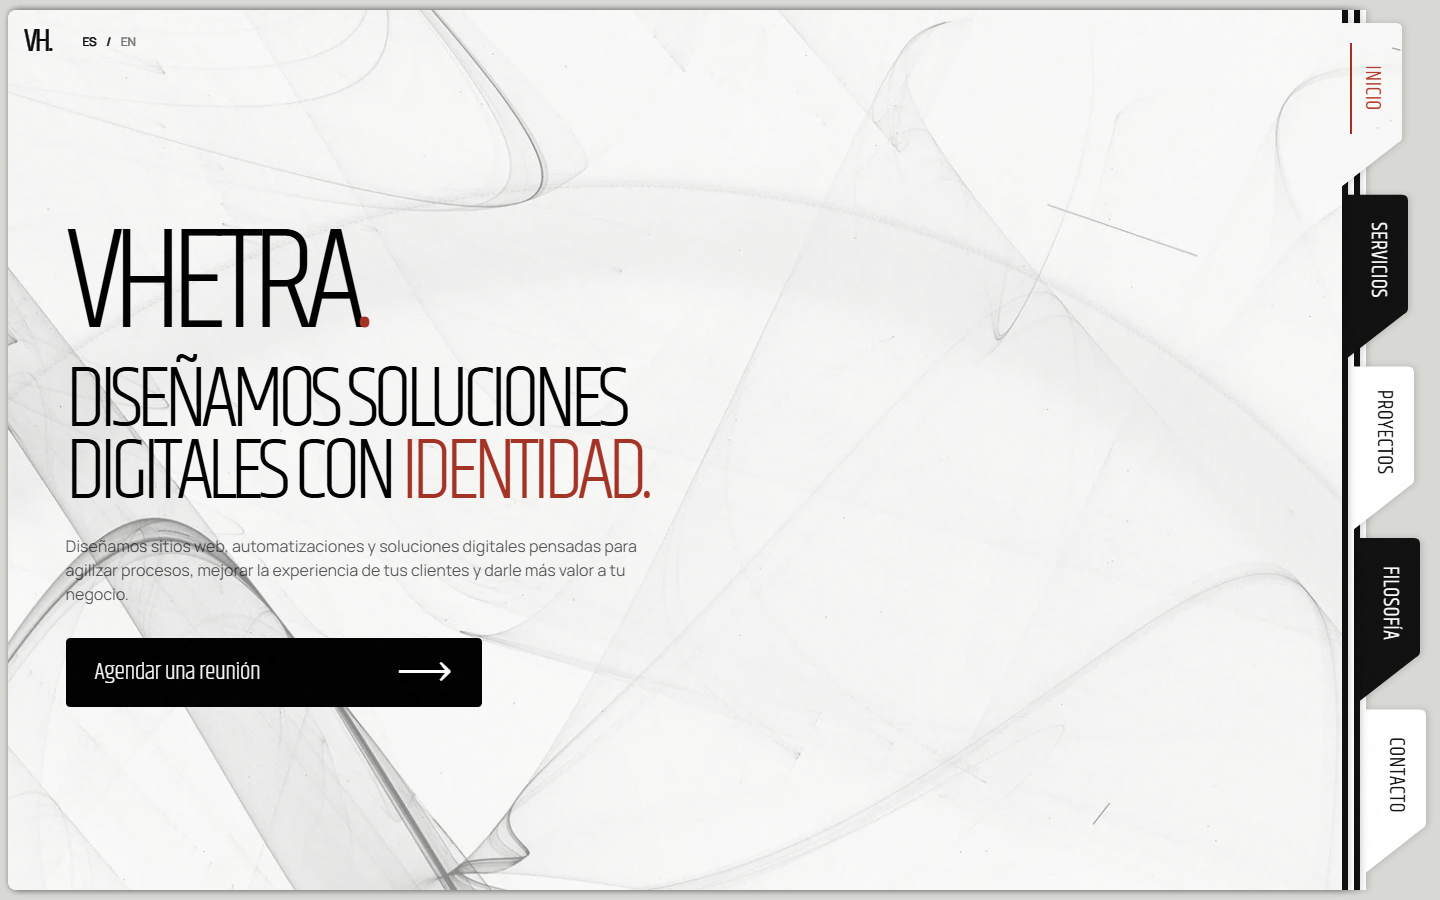 VH.
ES / EN
VHETRA.
DISEÑAMOS SOLUCIONES
DIGITALES CON IDENTIDAD.
Diseñamos sitios web, automatizaciones y soluciones digitales pensadas para
agilizar procesos, mejorar la experiencia de tus clientes y darle más valor a tu
negocio.
Agendar una reunión
INICIO
SERVICIOS
PROYECTOS
FILOSOFÍA
CONTACTO